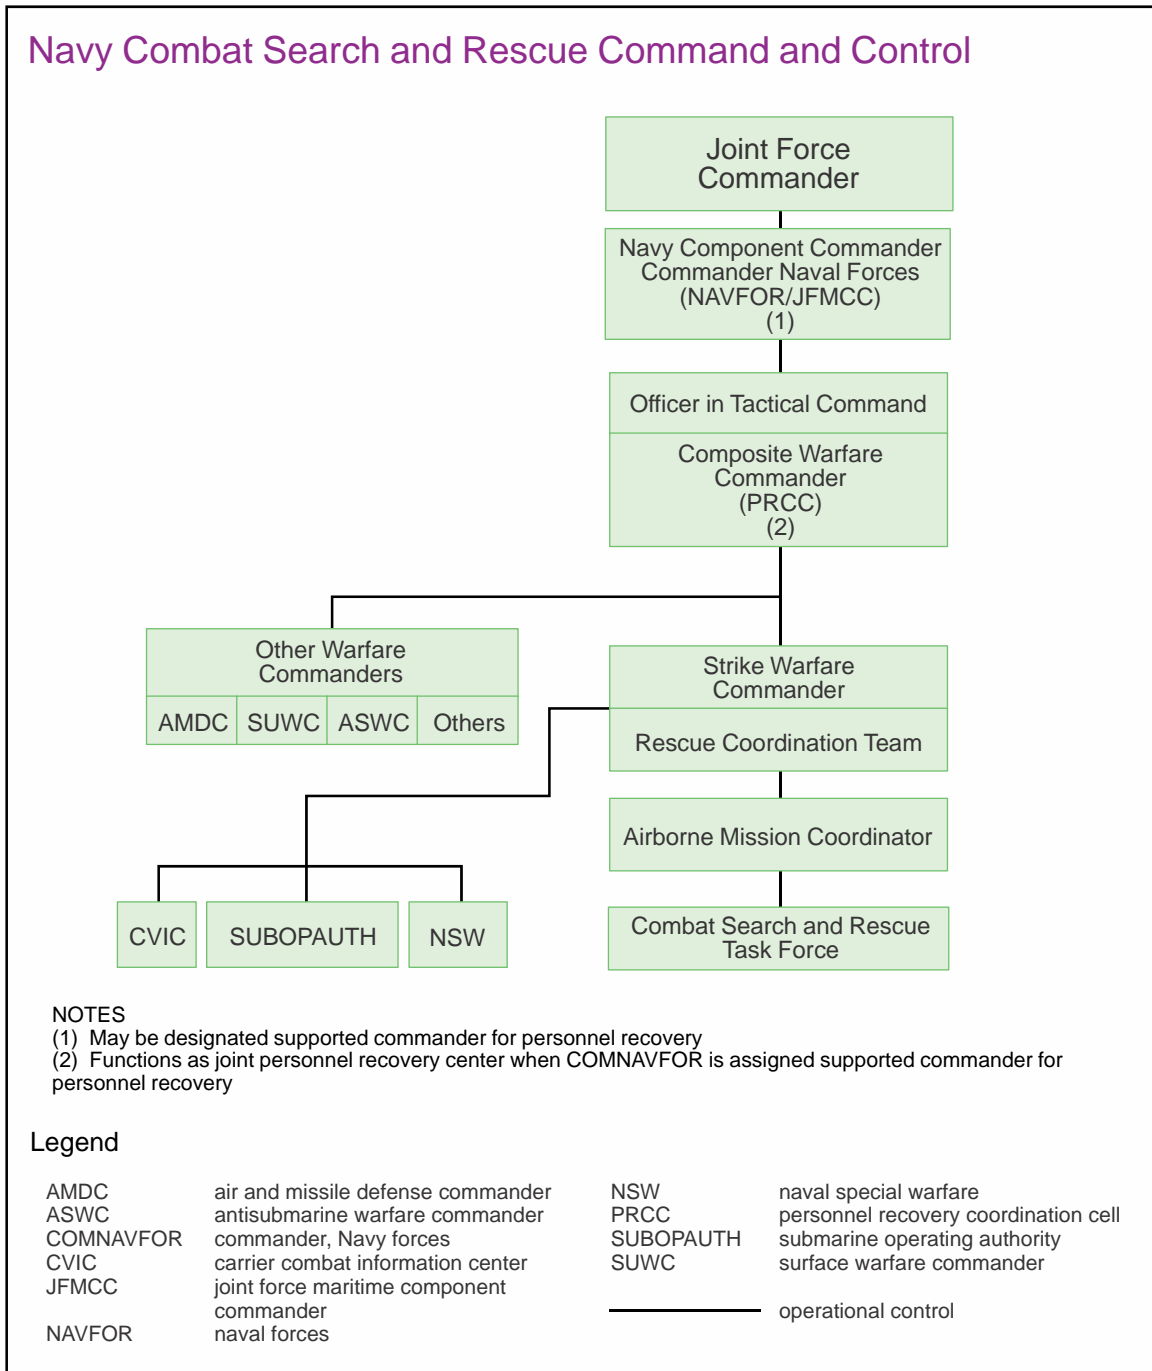 Navy Combat Search and Rescue Command and Control
Joint Force
Commander
Navy Component Commander
Commander Naval Forces
(NAVFOR/JFMCC)
(1)
Officer in Tactical Command
Composite Warfare
Commander
(PRCC)
(2)
Other Warfare
Commanders
AMDC SUWC ASWC Others
Strike Warfare
Commander
Rescue Coordination Team
Airborne Mission Coordinator
CVIC SUBOPAUTH NSW
Combat Search and Rescue
Task Force
NOTES
(1) May be designated supported commander for personnel recovery
(2) Functions as joint personnel recovery center when COMNAVFOR is assigned supported commander for
personnel recovery
Legend
AMDC air and missile defense commander
ASWC antisubmarine warfare commander
COMNAVFOR commander, Navy forces
CVIC carrier combat information center
JFMCC joint force maritime component
commander
NAVFOR naval forces
NSW naval special warfare
PRCC personnel recovery coordination cell
SUBOPAUTH submarine operating authority
SUWC surface warfare commander
operational control